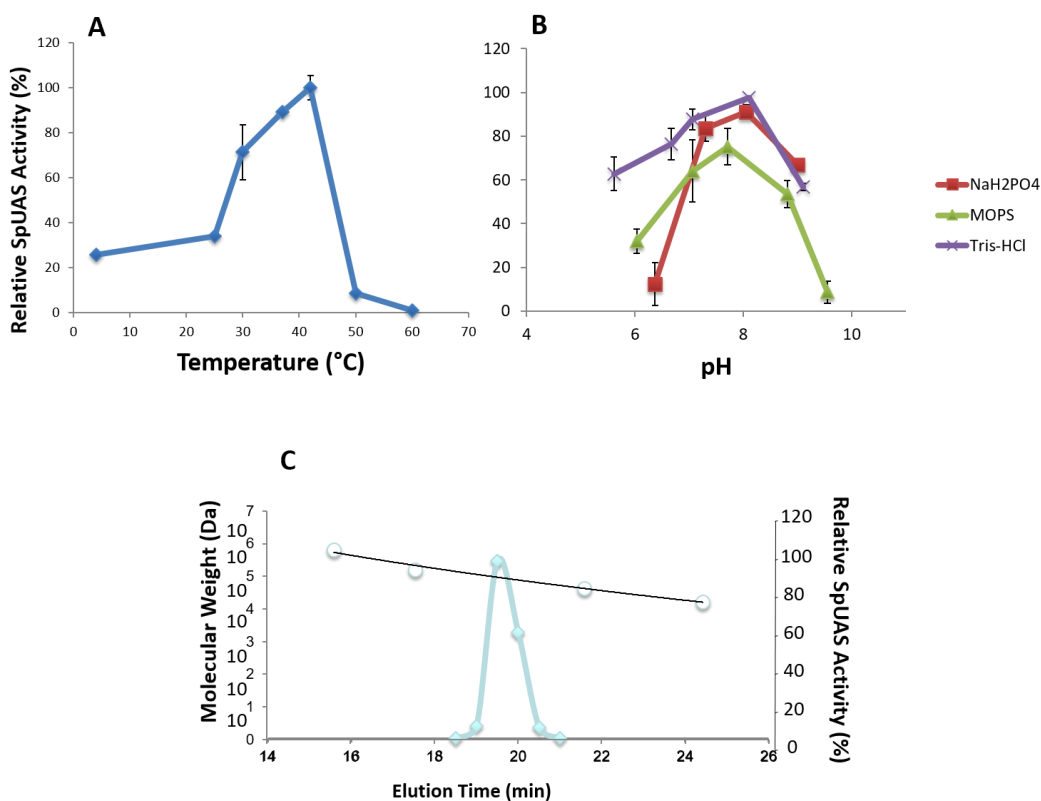 A
Relative SpUAS Activity (%)
120
100
80
60
40
20
0
0 10 20 30 40 50 60 70
Temperature (°C)
B
120
100
80
60
40
20
0
4 6 8 10
pH
NaH2PO4
MOPS
Tris-HCl
C
Molecular Weight (Da)
7
10
6
10
5
10
4
10
3
10
2
10
1
10
0
14 16 18 20 22 24 26
Elution Time (min)
120
100
80
60
40
20
0
Relative SpUAS Activity (%)